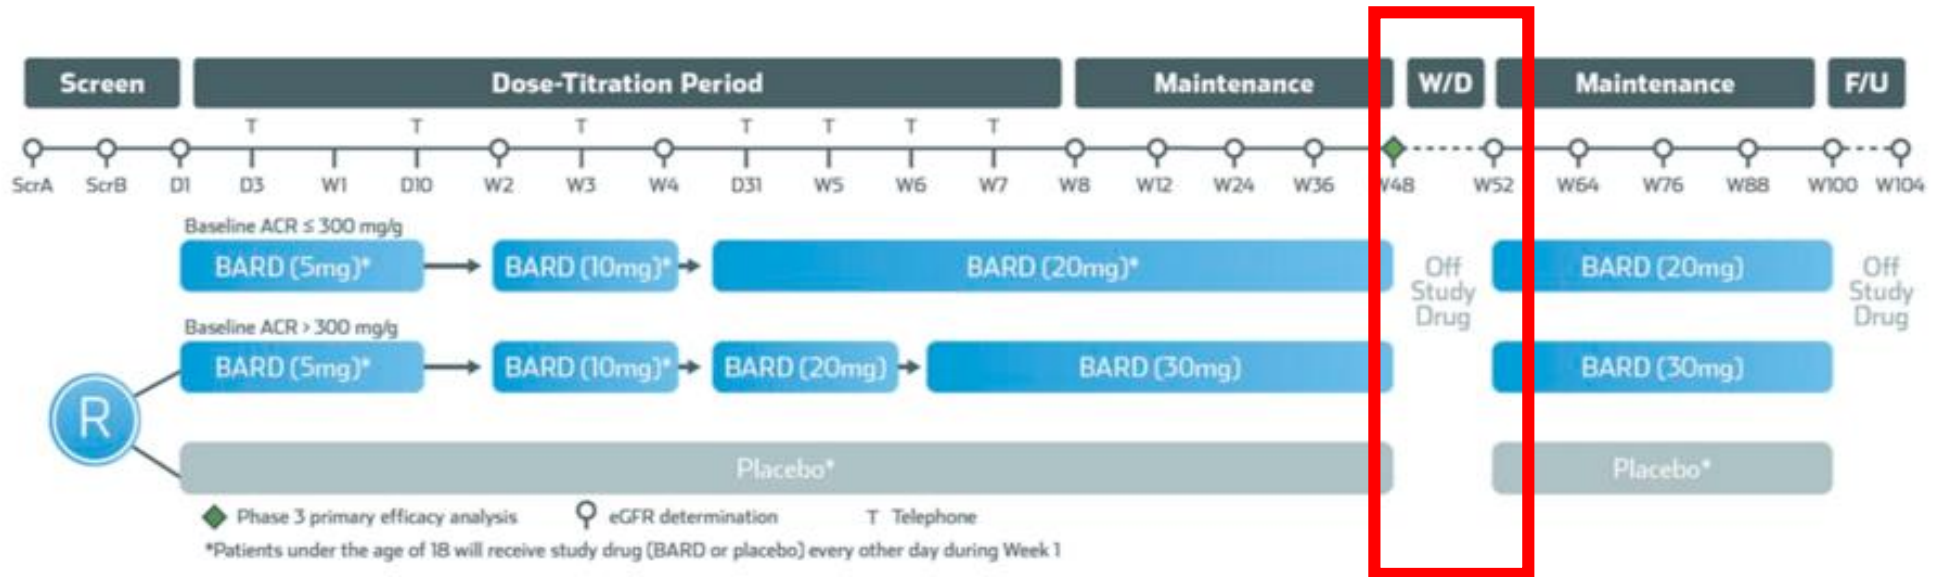 Screen Dose-Titration Period Maintenance W/D Maintenance F/U
T T T T T T T
ScrA ScrB D1 D3 W1 D10 W2 W3 W4 D31 W5 W6 W7 W8 W12 W24 W36 W48 W52 W64 W76 W88 W100 W104
Baseline ACR ≤ 300 mg/g
BARD (5mg)* BARD (10mg)* BARD (20mg)* BARD (20mg)
Off
Study
Drug
Off
Study
Drug
Baseline ACR > 300 mg/g
BARD (5mg)* BARD (10mg)* BARD (20mg) BARD (30mg) BARD (30mg)
R
Placebo* Placebo*
Phase 3 primary efficacy analysis eGFR determination T Telephone
*Patients under the age of 18 will receive study drug (BARD or placebo) every other day during Week 1